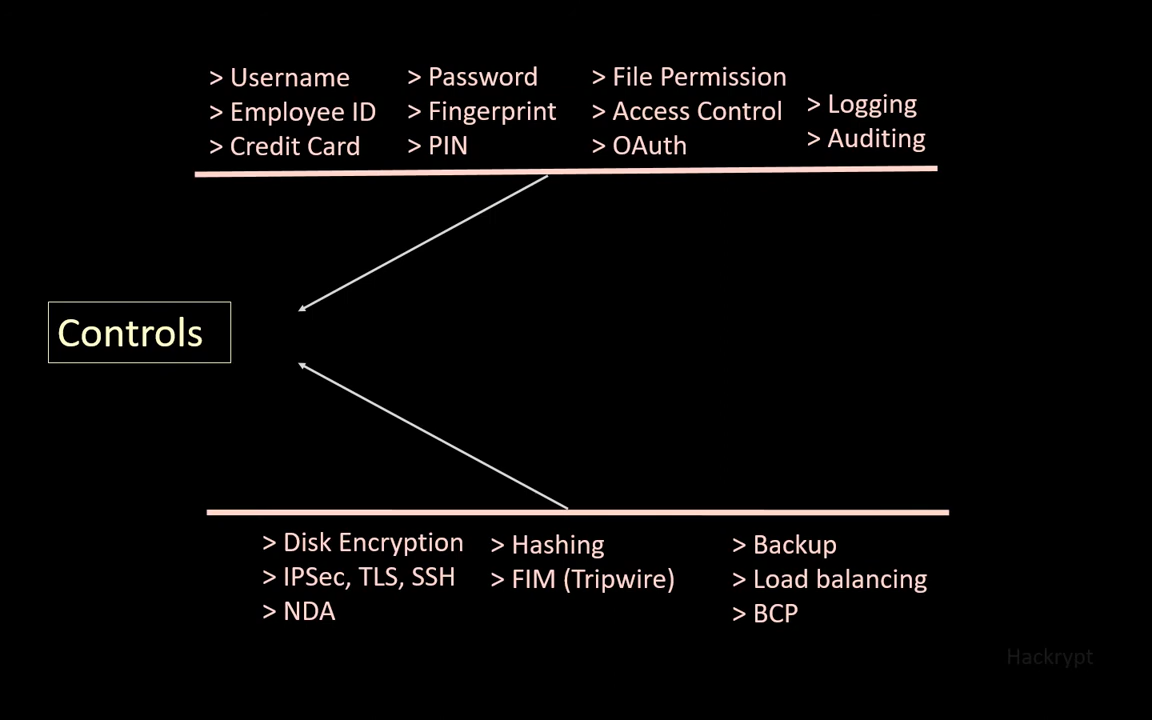 > Username
> Employee ID
> Credit Card
> Password
> Fingerprint
> PIN
> File Permission
> Access Control
> OAuth
> Logging
> Auditing
Controls
> Disk Encryption
> IPSec, TLS, SSH
> NDA
> Hashing
> FIM (Tripwire)
> Backup
> Load balancing
> BCP
Hackrypt